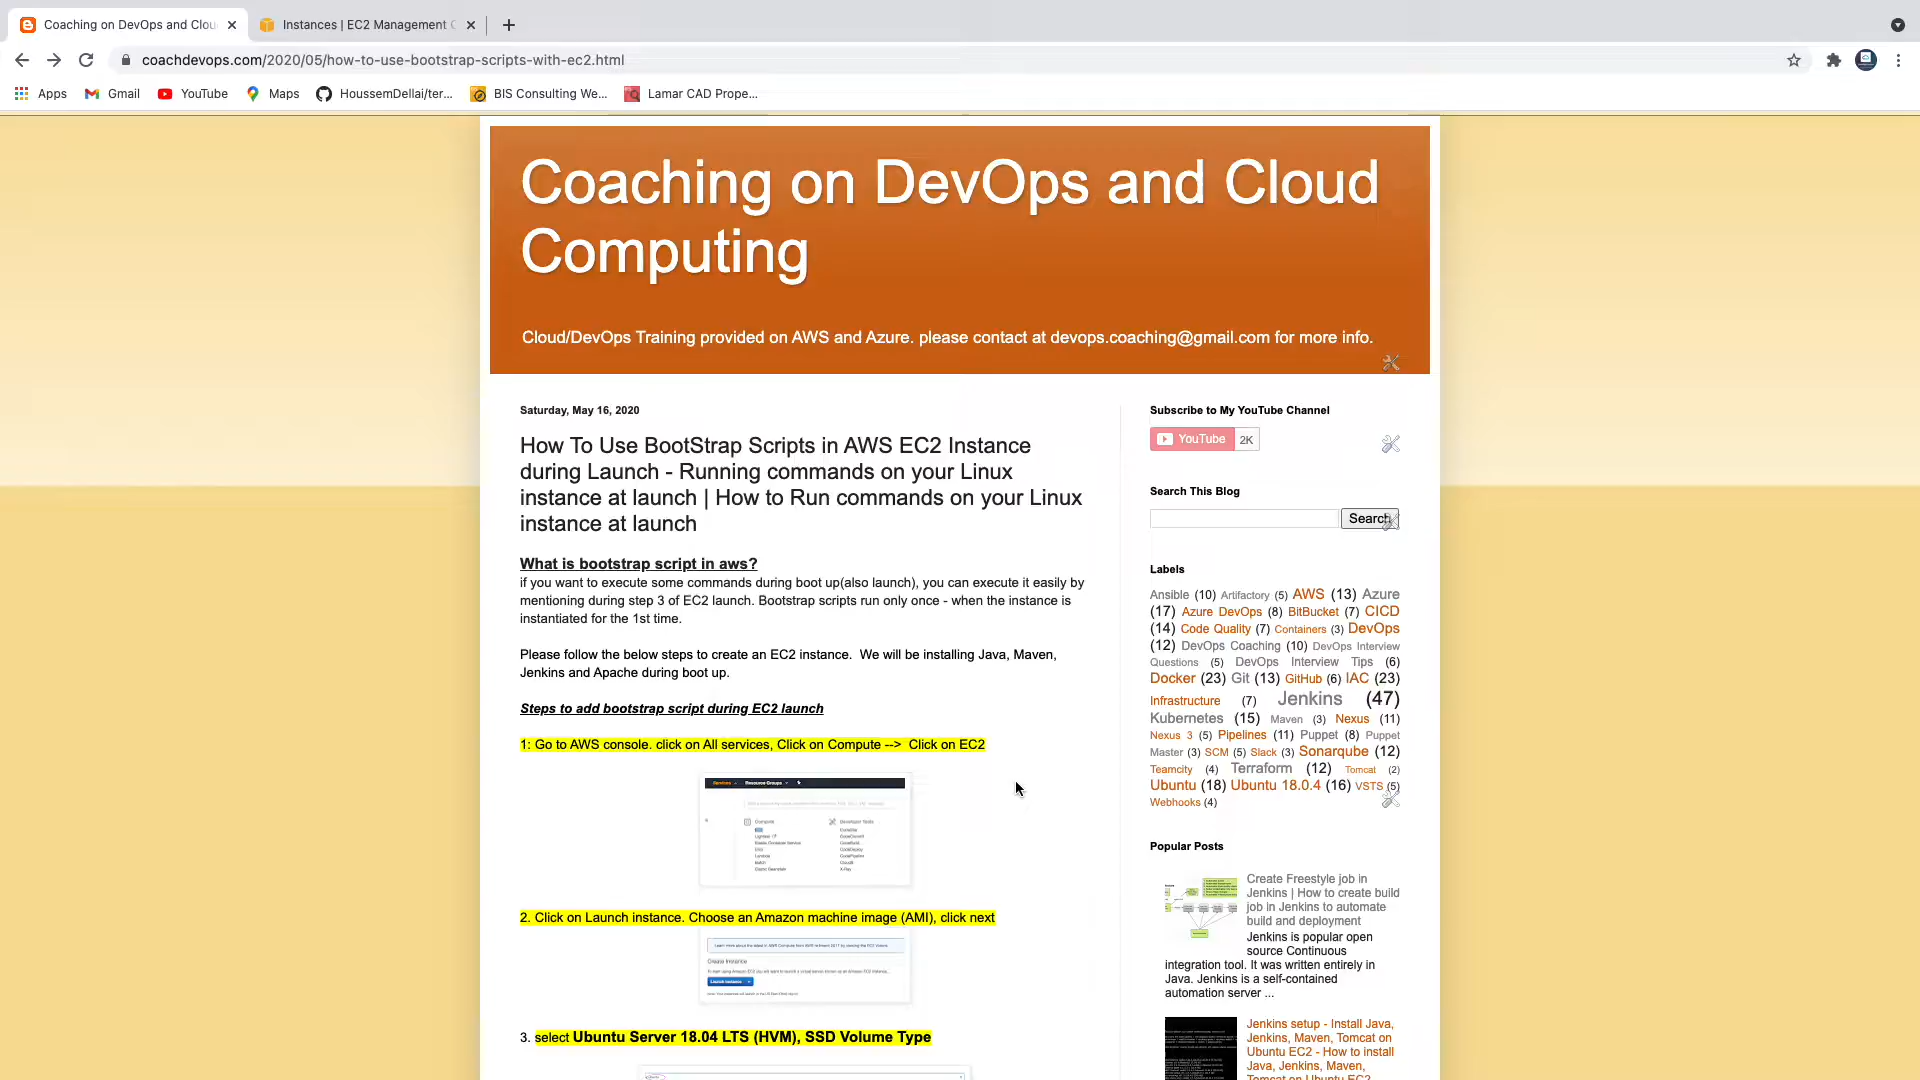 Coaching on DevOps and Clou
Instances | EC2 Management C
coachdevops.com/2020/05/how-to-use-bootstrap-scripts-with-ec2.html
Apps
Gmail
YouTube
Maps
HoussemDellai/ter...
BIS Consulting We...
Lamar CAD Prope...
Coaching on DevOps and Cloud
Computing
Cloud/DevOps Training provided on AWS and Azure. please contact at devops.coaching@gmail.com for more info.
Saturday, May 16, 2020
How To Use BootStrap Scripts in AWS EC2 Instance
during Launch - Running commands on your Linux
instance at launch | How to Run commands on your Linux
instance at launch
What is bootstrap script in aws?
if you want to execute some commands during boot up(also launch), you can execute it easily by
mentioning during step 3 of EC2 launch. Bootstrap scripts run only once - when the instance is
instantiated for the 1st time.
Please follow the below steps to create an EC2 instance.  We will be installing Java, Maven,
Jenkins and Apache during boot up.
Steps to add bootstrap script during EC2 launch
1: Go to AWS console. click on All services, Click on Compute -->  Click on EC2
Services
Resource Groups
Compute
Developer Tools
2. Click on Launch instance. Choose an Amazon machine image (AMI), click next
Create Instance
Launch Instance
3. select Ubuntu Server 18.04 LTS (HVM), SSD Volume Type
Subscribe to My YouTube Channel
YouTube 2K
Search This Blog
Search
Labels
Ansible (10) Artifactory (5) AWS (13) Azure
(17) Azure DevOps (8) BitBucket (7) CICD
(14) Code Quality (7) Containers (3) DevOps
(12) DevOps Coaching (10) DevOps Interview
Questions (5) DevOps Interview Tips (6)
Docker (23) Git (13) GitHub (6) IAC (23)
Infrastructure (7) Jenkins (47)
Kubernetes (15) Maven (3) Nexus (11)
Nexus 3 (5) Pipelines (11) Puppet (8) Puppet
Master (3) SCM (5) Slack (3) Sonarqube (12)
Teamcity (4) Terraform (12) Tomcat (2)
Ubuntu (18) Ubuntu 18.0.4 (16) VSTS (5)
Webhooks (4)
Popular Posts
Create Freestyle job in
Jenkins | How to create build
job in Jenkins to automate
build and deployment
Jenkins is popular open
source Continuous
integration tool. It was written entirely in
Java. Jenkins is a self-contained
automation server ...
Jenkins setup - Install Java,
Jenkins, Maven, Tomcat on
Ubuntu EC2 - How to install
Java, Jenkins, Maven,
Tomcat on Ubuntu EC2